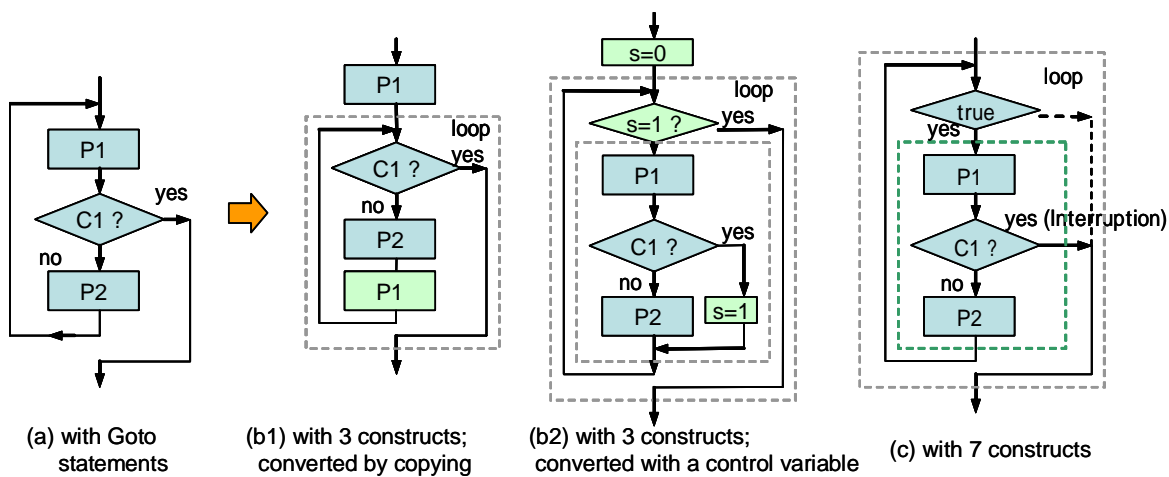 P1
C1 ?
yes
no
P2
(a) with Goto
statements
P1
loop
C1 ?
yes
no
P2
P1
(b1) with 3 constructs;
converted by copying
s=0
loop
s=1 ?
yes
P1
C1 ?
yes
no
P2
s=1
(b2) with 3 constructs;
converted with a control variable
loop
true
yes
P1
yes (Interruption)
C1 ?
no
P2
(c) with 7 constructs